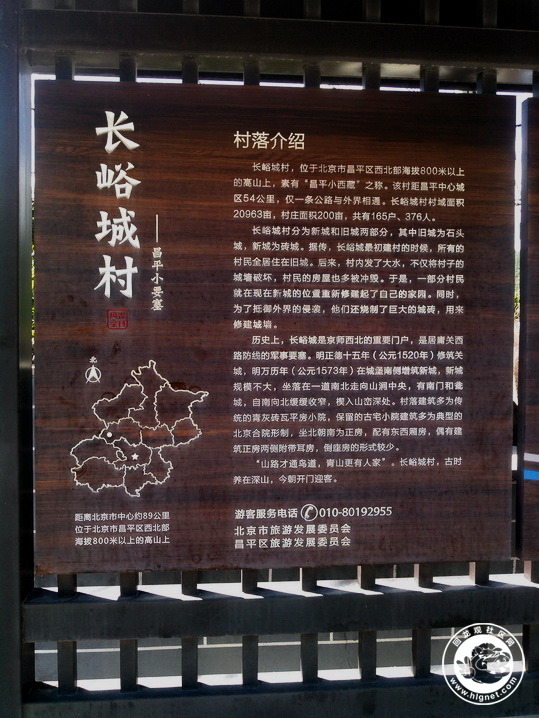 长峪城村
——昌平小要塞
北
距离北京市中心约89公里
位于北京市昌平区西北部
海拔800米以上的高山上
村落介绍
长峪城村，位于北京市昌平区西北部海拔800米以上
的高山上，素有“昌平小西藏”之称。该村距昌平中心城
区54公里，仅一条公路与外界相通。长峪城村村域面积
20963亩，村庄面积200亩，共有165户、376人。
长峪城村分为新城和旧城两部分，其中旧城为石头
城，新城为砖城。据传，长峪城最初建村的时候，所有的
村民全居住在旧城。后来，村内发了大水，不仅将村子的
城墙破坏，村民的房屋也多被冲毁。于是，一部分村民
就在现在新城的位置重新修建起了自己的家园。同时，
为了抵御外界的侵袭，他们还烧制了巨大的城砖，用来
修建城墙。
历史上，长峪城是京师西北的重要门户，是居庸关西
路防线的军事要塞。明正德十五年（公元1520年）修筑关
城，明万历年（公元1573年）在城堡南侧增筑新城，新城
规模不大，坐落在一道南北走向山涧中央，有南门和瓮
城，自南向北缓缓收窄，楔入山峦深处。村落建筑多为传
统的青灰砖瓦平房小院，保留的古宅小院建筑多为典型的
北京合院形制，坐北朝南为正房，配有东西厢房，偶有建
筑正房两侧附带耳房，倒座房的形式较少。
“山路才通鸟道，青山更有人家”。长峪城村，古时
养在深山，今朝开门迎客。
游客服务电话 010-80192955
北京市旅游发展委员会
昌平区旅游发展委员会
回龙观社区网
www.hlgnet.com